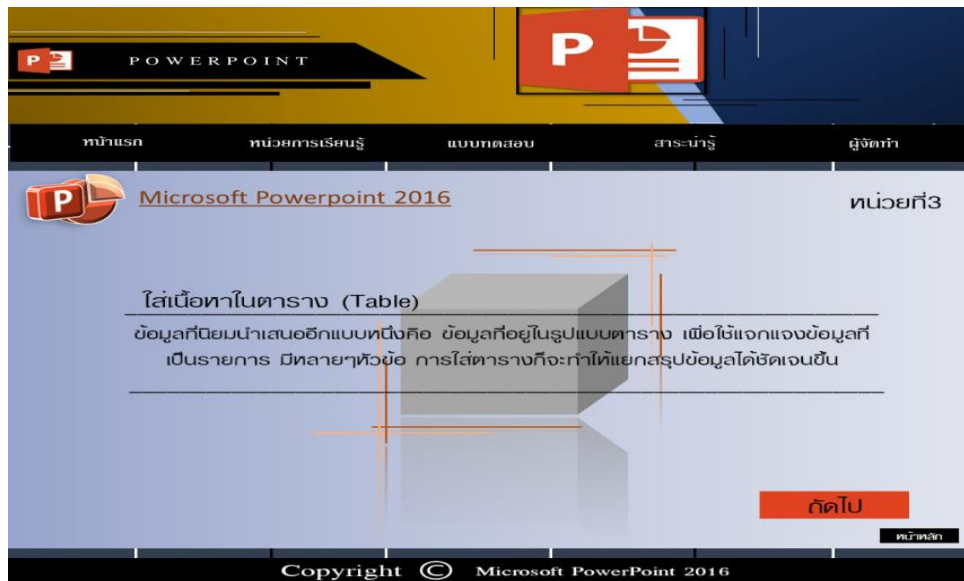 P POWERPOINT
P
หน้าแรก หน่วยการเรียนรู้ แบบทดสอบ สาระน่ารู้ ผู้จัดทำ
P Microsoft Powerpoint 2016 หน่วยที่3
ใส่เนื้อหาในตาราง (Table)
ข้อมูลที่นิยมนำเสนออีกแบบหนึ่งคือ ข้อมูลที่อยู่ในรูปแบบตาราง เพื่อใช้แจกแจงข้อมูลที่
เป็นรายการ มีหลายๆหัวข้อ การใส่ตารางก็จะทำให้แยกสรุปข้อมูลได้ชัดเจนขึ้น
ถัดไป
หน้าหลัก
Copyright © Microsoft PowerPoint 2016